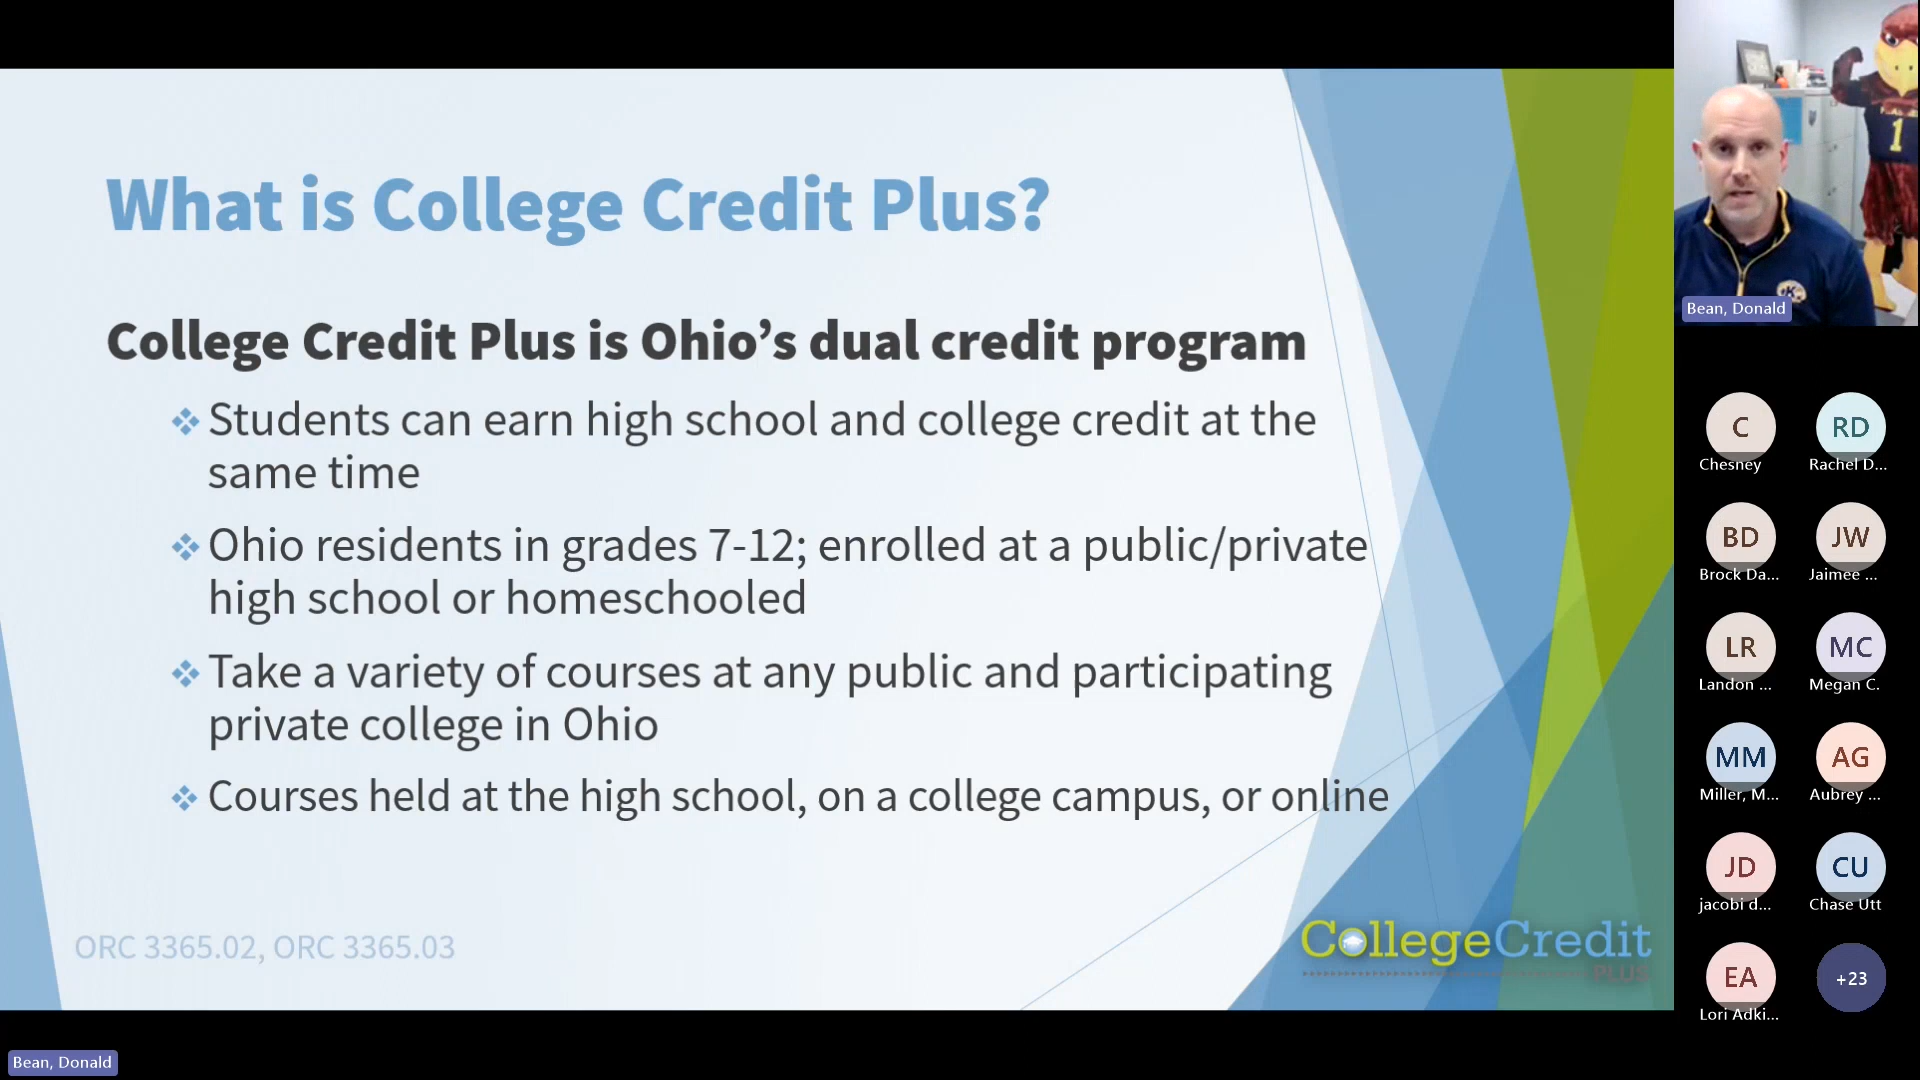 What is College Credit Plus?
College Credit Plus is Ohio’s dual credit program
❖ Students can earn high school and college credit at the
same time
❖ Ohio residents in grades 7-12; enrolled at a public/private
high school or homeschooled
❖ Take a variety of courses at any public and participating
private college in Ohio
❖ Courses held at the high school, on a college campus, or online
ORC 3365.02, ORC 3365.03
CollegeCredit
PLUS
Bean, Donald
1
K
Bean, Donald
C
Chesney
RD
Rachel D...
BD
Brock Da...
JW
Jaimee ...
LR
Landon ...
MC
Megan C.
MM
Miller, M...
AG
Aubrey ...
JD
jacobi d...
CU
Chase Utt
EA
Lori Adki...
+23